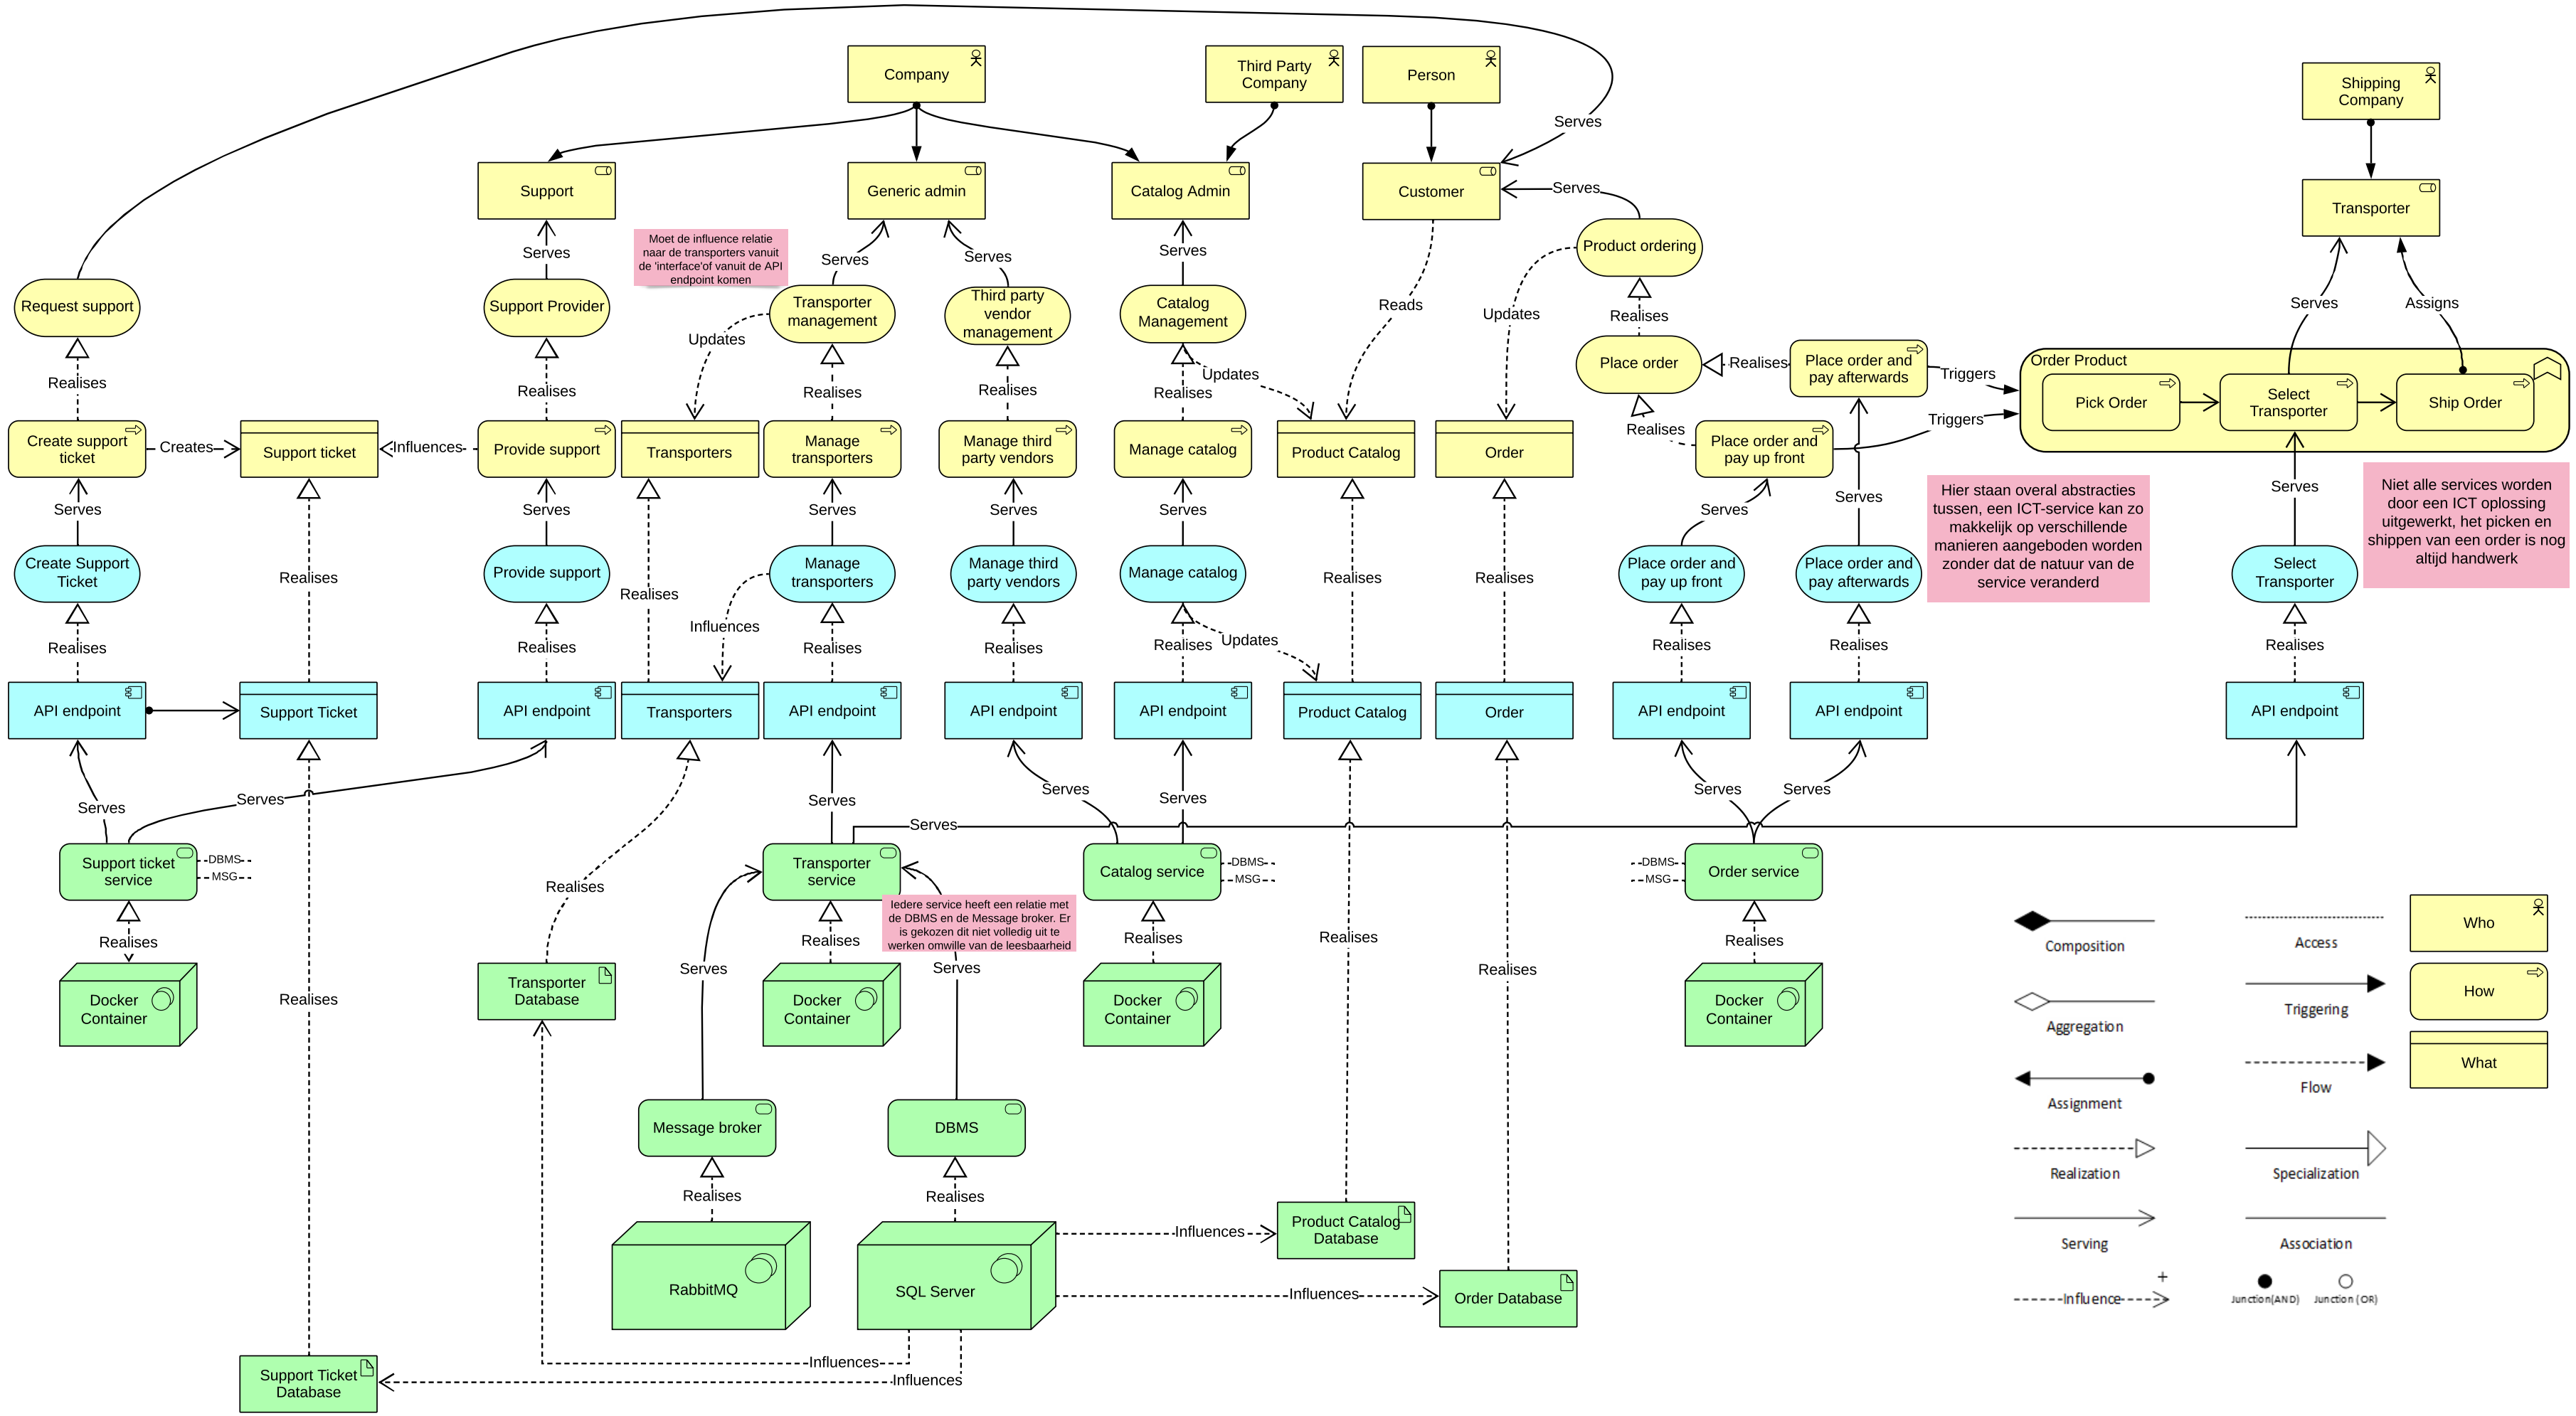 Company
Third Party
Company
Person
Shipping
Company
Serves
Support
Generic admin
Catalog Admin
Customer
Serves
Transporter
Moet de influence relatie
naar de transporters vanuit
de 'interface'of vanuit de API
endpoint komen
Serves
Serves
Serves
Serves
Product ordering
Request support
Support Provider
Transporter
management
Third party
vendor
management
Catalog
Management
Reads
Updates
Realises
Serves
Assigns
Updates
Realises
Realises
Realises
Realises
Realises
Updates
Place order
Realises
Place order and
pay afterwards
Triggers
Order Product
Pick Order
Select
Transporter
Ship Order
Create support
ticket
Creates
Support ticket
Influences
Provide support
Transporters
Manage
transporters
Manage third
party vendors
Manage catalog
Product Catalog
Order
Realises
Place order and
pay up front
Triggers
Serves
Serves
Serves
Serves
Serves
Serves
Serves
Serves
Hier staan overal abstracties
tussen, een ICT-service kan zo
makkelijk op verschillende
manieren aangeboden worden
zonder dat de natuur van de
service veranderd
Niet alle services worden
door een ICT oplossing
uitgewerkt, het picken en
shippen van een order is nog
altijd handwerk
Create Support
Ticket
Realises
Provide support
Realises
Manage
transporters
Manage third
party vendors
Manage catalog
Realises
Realises
Place order and
pay up front
Place order and
pay afterwards
Select
Transporter
Realises
Realises
Influences
Realises
Realises
Realises
Updates
Realises
Realises
Realises
API endpoint
Support Ticket
API endpoint
Transporters
API endpoint
API endpoint
API endpoint
Product Catalog
Order
API endpoint
API endpoint
API endpoint
Serves
Serves
Serves
Serves
Serves
Serves
Serves
Serves
Support ticket
service
DBMS
MSG
Transporter
service
Catalog service
DBMS
MSG
DBMS
MSG
Order service
Realises
Iedere service heeft een relatie met
de DBMS en de Message broker. Er
is gekozen dit niet volledig uit te
werken omwille van de leesbaarheid
Realises
Realises
Realises
Realises
Realises
Serves
Serves
Realises
Realises
Docker
Container
Transporter
Database
Docker
Container
Docker
Container
Docker
Container
Message broker
DBMS
Realises
Realises
RabbitMQ
SQL Server
Influences
Product Catalog
Database
Influences
Order Database
Influences
Influences
Support Ticket
Database
Composition
Access
Who
Aggregation
Triggering
How
Assignment
Flow
What
Realization
Specialization
Serving
Association
+
Influence
Junction(AND)
Junction (OR)